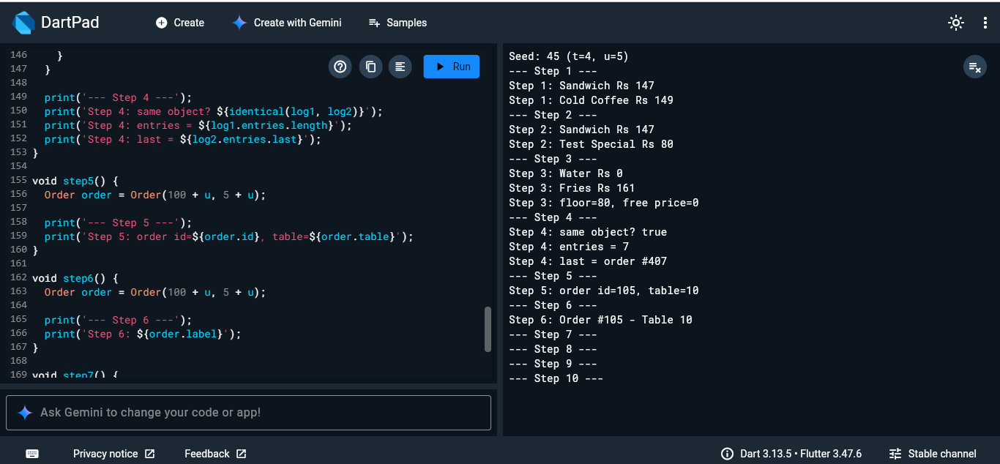 DartPad
Create
Create with Gemini
Samples
146     }
147   }
148
149   print('--- Step 4 ---');
150   print('Step 4: same object? ${identical(log1, log2)}');
151   print('Step 4: entries = ${log1.entries.length}');
152   print('Step 4: last = ${log2.entries.last}');
153 }
154
155 void step5() {
156   Order order = Order(100 + u, 5 + u);
157
158   print('--- Step 5 ---');
159   print('Step 5: order id=${order.id}, table=${order.table}');
160 }
161
162 void step6() {
163   Order order = Order(100 + u, 5 + u);
164
165   print('--- Step 6 ---');
166   print('Step 6: ${order.label}');
167 }
168
169 void step7() {
Run
Ask Gemini to change your code or app!
Seed: 45 (t=4, u=5)
--- Step 1 ---
Step 1: Sandwich Rs 147
Step 1: Cold Coffee Rs 149
--- Step 2 ---
Step 2: Sandwich Rs 147
Step 2: Test Special Rs 80
--- Step 3 ---
Step 3: Water Rs 0
Step 3: Fries Rs 161
Step 3: floor=80, free price=0
--- Step 4 ---
Step 4: same object? true
Step 4: entries = 7
Step 4: last = order #407
--- Step 5 ---
Step 5: order id=105, table=10
--- Step 6 ---
Step 6: Order #105 - Table 10
--- Step 7 ---
--- Step 8 ---
--- Step 9 ---
--- Step 10 ---
Privacy notice
Feedback
Dart 3.13.5 • Flutter 3.47.6
Stable channel